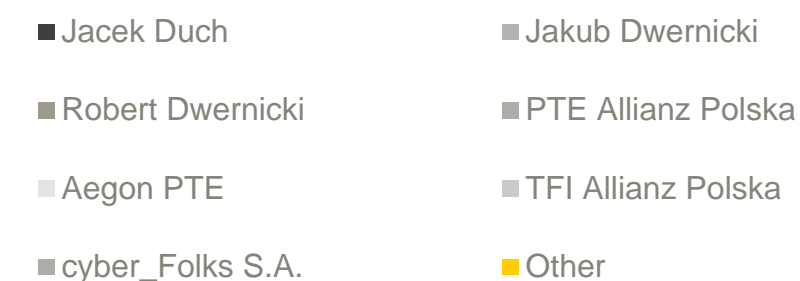 Jacek Duch
Jakub Dwernicki
Robert Dwernicki
PTE Allianz Polska
Aegon PTE
TFI Allianz Polska
cyber_Folks S.A.
Other